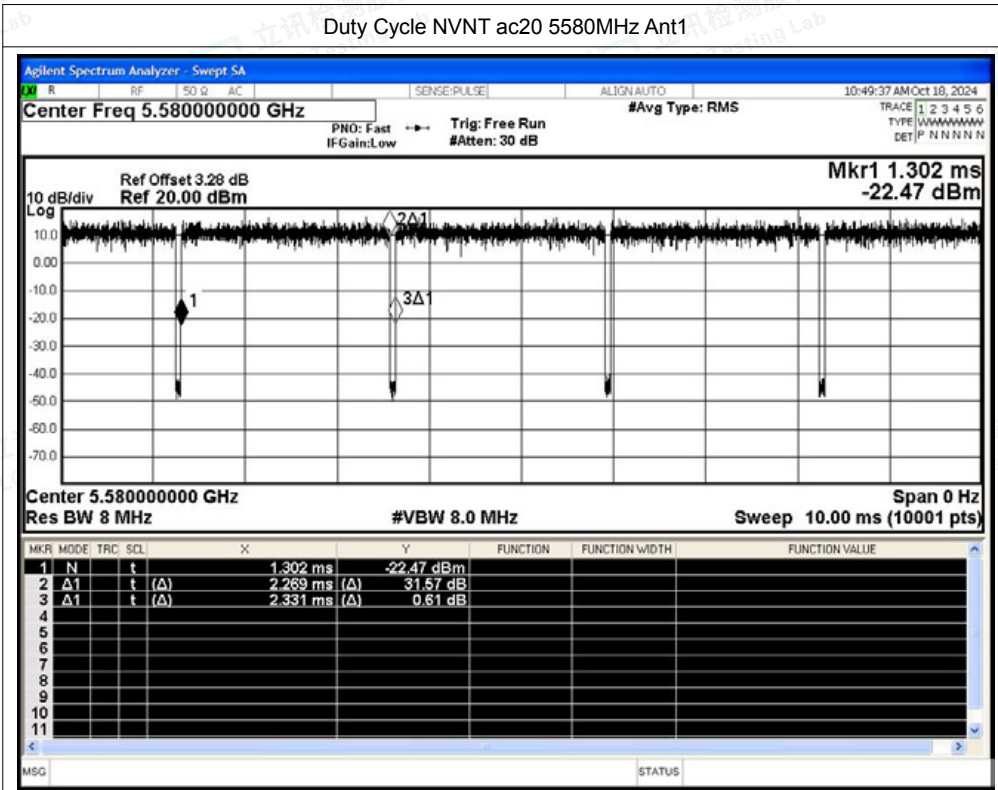 Duty Cycle NVNT ac20 5580MHz Ant1
Agilent Spectrum Analyzer - Swept SA
R RF 50 Ω AC SENSE:PULSE ALIGN AUTO 10:49:37 AM Oct 18, 2024
Center Freq 5.580000000 GHz #Avg Type: RMS TRACE 1 2 3 4 5 6
PNO: Fast Trig: Free Run TYPE WWWWWW
IFGain:Low #Atten: 30 dB DET P N N N N N
Mkr1 1.302 ms
Ref Offset 3.28 dB
10 dB/div Ref 20.00 dBm -22.47 dBm
Log
2Δ1
10.0
0.00
-10.0
1 3Δ1
-20.0
-30.0
-40.0
-50.0
-60.0
-70.0
Center 5.580000000 GHz Span 0 Hz
Res BW 8 MHz #VBW 8.0 MHz Sweep 10.00 ms (10001 pts)
MKR MODE TRC SCL X Y FUNCTION FUNCTION WIDTH FUNCTION VALUE
1 N t 1.302 ms -22.47 dBm
2 Δ1 t (Δ) 2.269 ms (Δ) 31.57 dB
3 Δ1 t (Δ) 2.331 ms (Δ) 0.61 dB
4
5
6
7
8
9
10
11
MSG STATUS